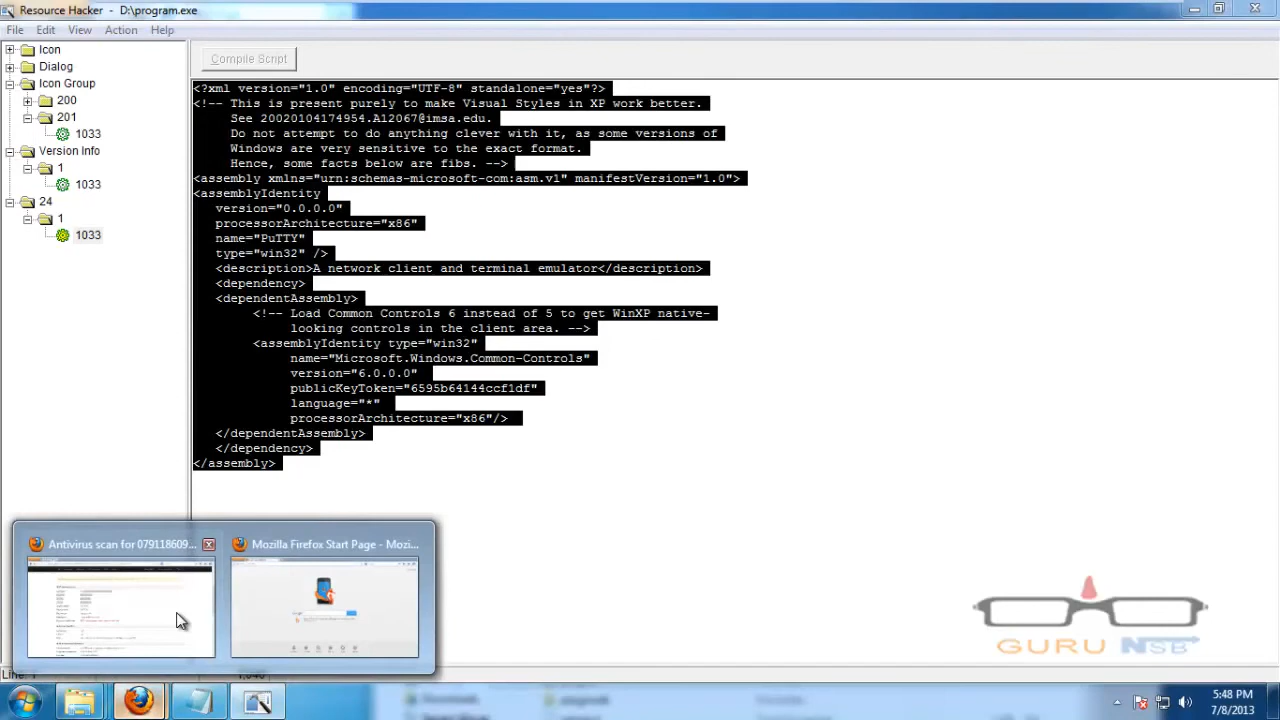 Resource Hacker - D:\program.exe
File Edit View Action Help
Icon
Dialog
Icon Group
200
201
1033
Version Info
1
1033
24
1
1033
Compile Script
<?xml version="1.0" encoding="UTF-8" standalone="yes"?>
<!-- This is present purely to make Visual Styles in XP work better.
See 20020104174954.A12067@imsa.edu.
Do not attempt to do anything clever with it, as some versions of
Windows are very sensitive to the exact format.
Hence, some facts below are fibs. -->
<assembly xmlns="urn:schemas-microsoft-com:asm.v1" manifestVersion="1.0">
<assemblyIdentity
version="0.0.0.0"
processorArchitecture="x86"
name="PuTTY"
type="win32" />
<description>A network client and terminal emulator</description>
<dependency>
<dependentAssembly>
<!-- Load Common Controls 6 instead of 5 to get WinXP native-
looking controls in the client area. -->
<assemblyIdentity type="win32"
name="Microsoft.Windows.Common-Controls"
version="6.0.0.0"
publicKeyToken="6595b64144ccf1df"
language="*"
processorArchitecture="x86"/>
</dependentAssembly>
</dependency>
</assembly>
Antivirus scan for 079118609...
Mozilla Firefox Start Page - Mozi...
GURU NSB
5:48 PM
7/8/2013